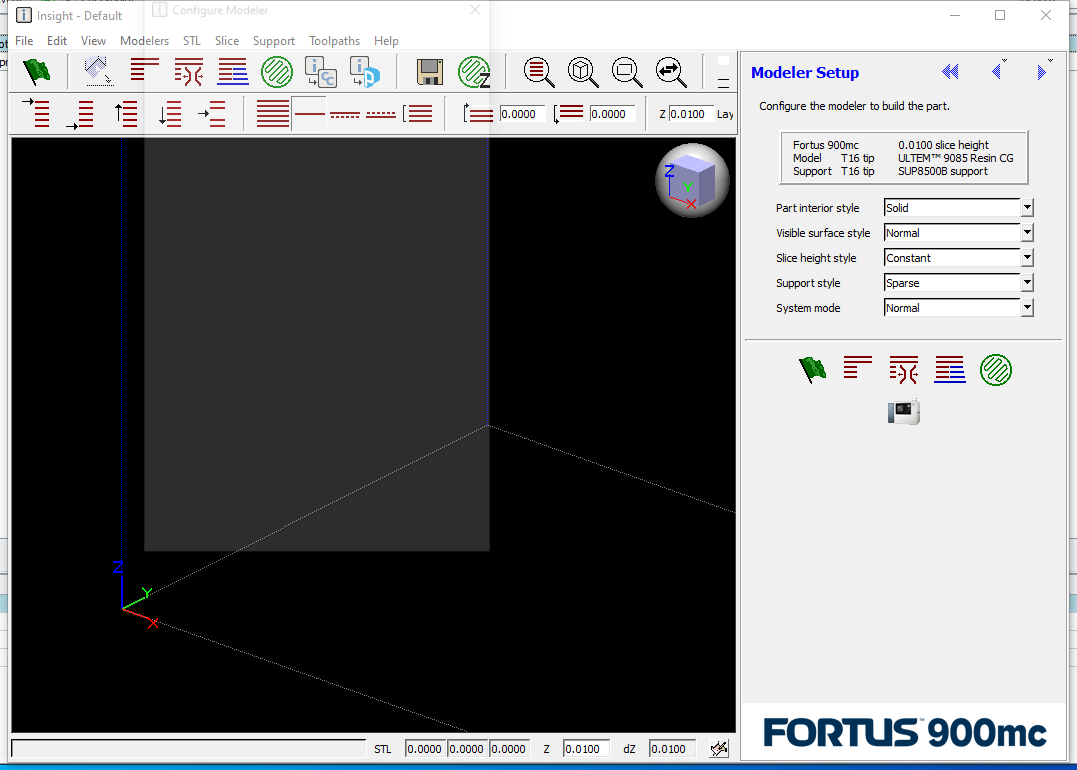 Insight - Default
Configure Modeler
File Edit View Modelers STL Slice Support Toolpaths Help
0.0000 0.0000 Z 0.0100 Lay
Z
Y
X
Z
Y
X
STL 0.0000 0.0000 0.0000 Z 0.0100 dZ 0.0100
Modeler Setup
Configure the modeler to build the part.
Fortus 900mc 0.0100 slice height
Model T16 tip ULTEM™ 9085 Resin CG
Support T16 tip SUP8500B support
Part interior style Solid
Visible surface style Normal
Slice height style Constant
Support style Sparse
System mode Normal
FORTUS™ 900mc